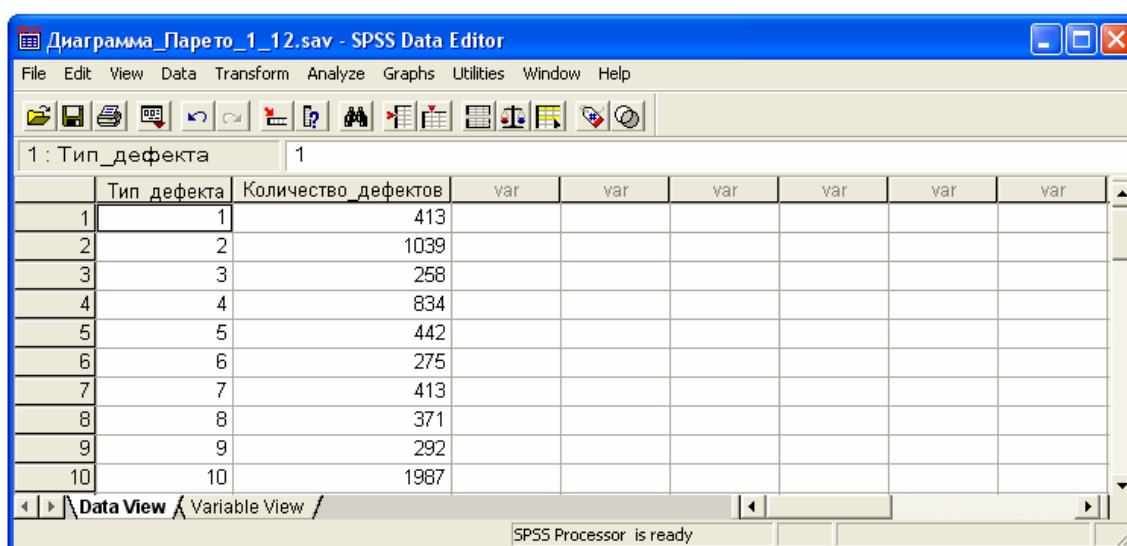 Диаграмма_Парето_1_12.sav - SPSS Data Editor
File Edit View Data Transform Analyze Graphs Utilities Window Help
1 : Тип_дефекта 1
Тип_дефекта Количество_дефектов var var var var var var
1 1 413
2 2 1039
3 3 258
4 4 834
5 5 442
6 6 275
7 7 413
8 8 371
9 9 292
10 10 1987
Data View Variable View
SPSS Processor is ready